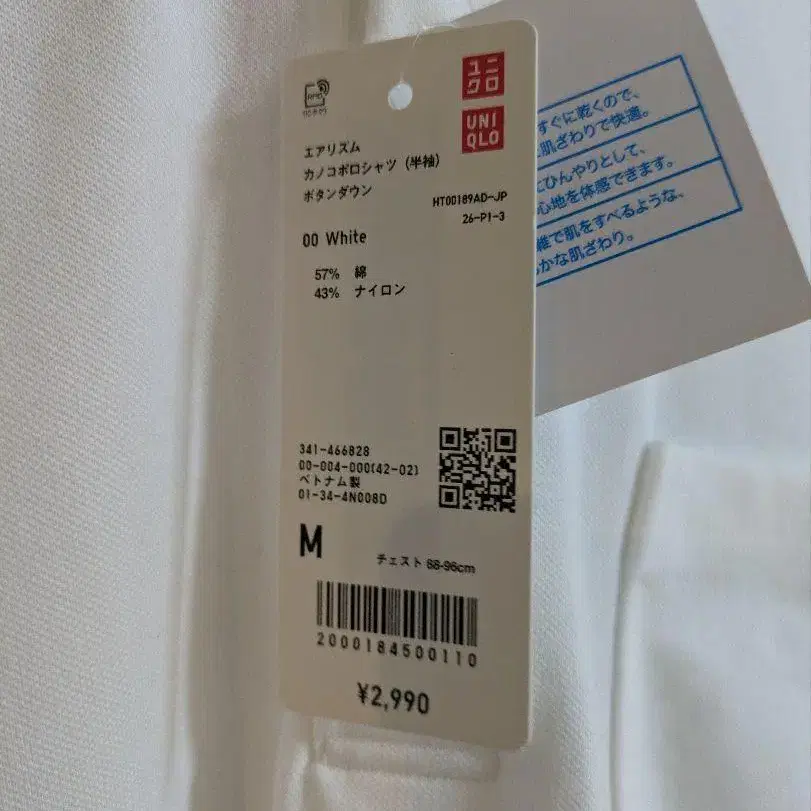 ユニ
クロ
UNI
QLO
エアリズム
カノコポロシャツ (半袖)
ボタンダウン
HT00189AD-JP
26-P1-3
00 White
57% 綿
43% ナイロン
341-466828
00-004-000(42-02)
ベトナム製
01-34-4N008D
M
チェスト 88-96cm
2000184500110
¥2,990
すぐに乾くので、
肌ざわりで快適。
にひんやりとして、
心地を体感できます。
維で肌をすべるような、
かな肌ざわり。